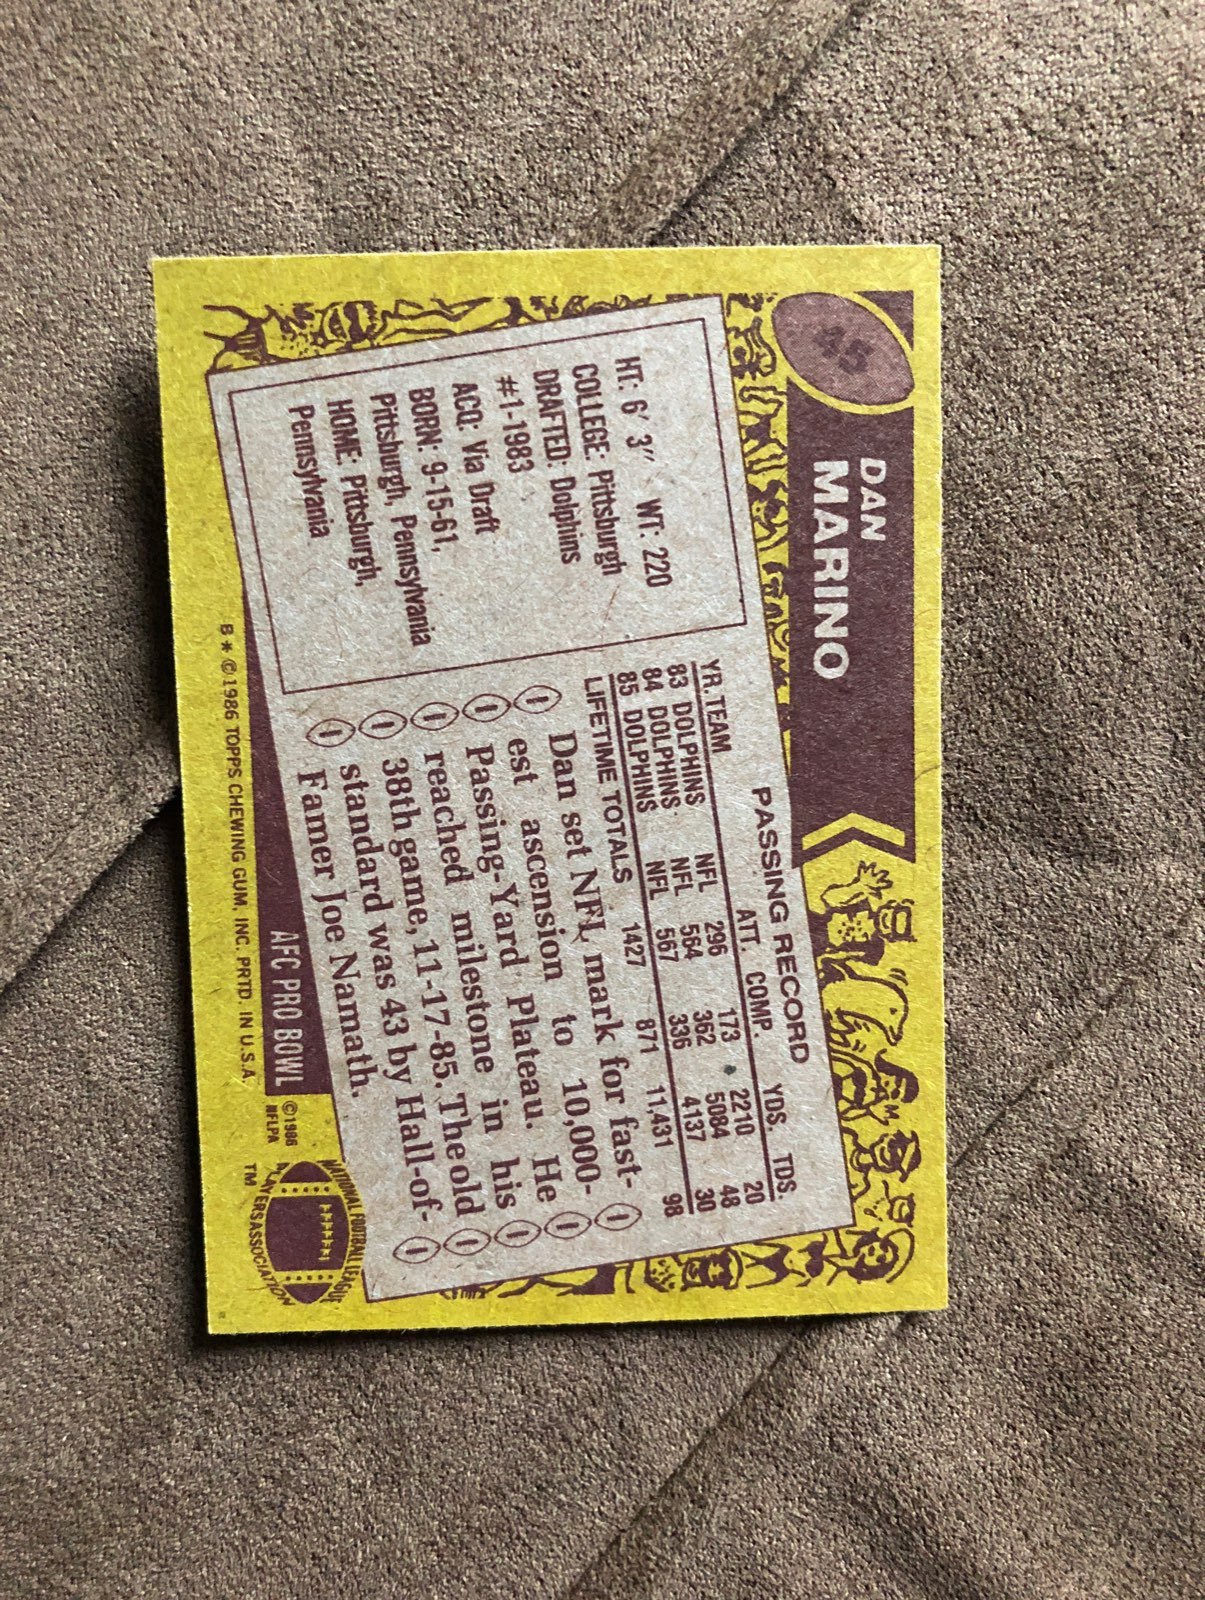 45
DAN
MARINO
HT: 6' 3" WT: 220
COLLEGE: Pittsburgh
DRAFTED: Dolphins
#1-1983
ACQ: Via Draft
BORN: 9-15-61,
Pittsburgh, Pennsylvania
HOME: Pittsburgh,
Pennsylvania
PASSING RECORD
YR. TEAM ATT. COMP. YDS. TDS.
83 DOLPHINS NFL 296 173 2210 20
84 DOLPHINS NFL 564 362 5084 48
85 DOLPHINS NFL 567 336 4137 30
LIFETIME TOTALS 1427 871 11,431 98
Dan set NFL mark for fast-
est ascension to 10,000-
Passing-Yard Plateau. He
reached milestone in his
38th game, 11-17-85. The old
standard was 43 by Hall-of-
Famer Joe Namath.
AFC PRO BOWL
B * © 1986 TOPPS CHEWING GUM, INC. PRTD. IN U.S.A.
© 1986
NFLPA
NATIONAL FOOTBALL LEAGUE
PLAYERS ASSOCIATION
TM